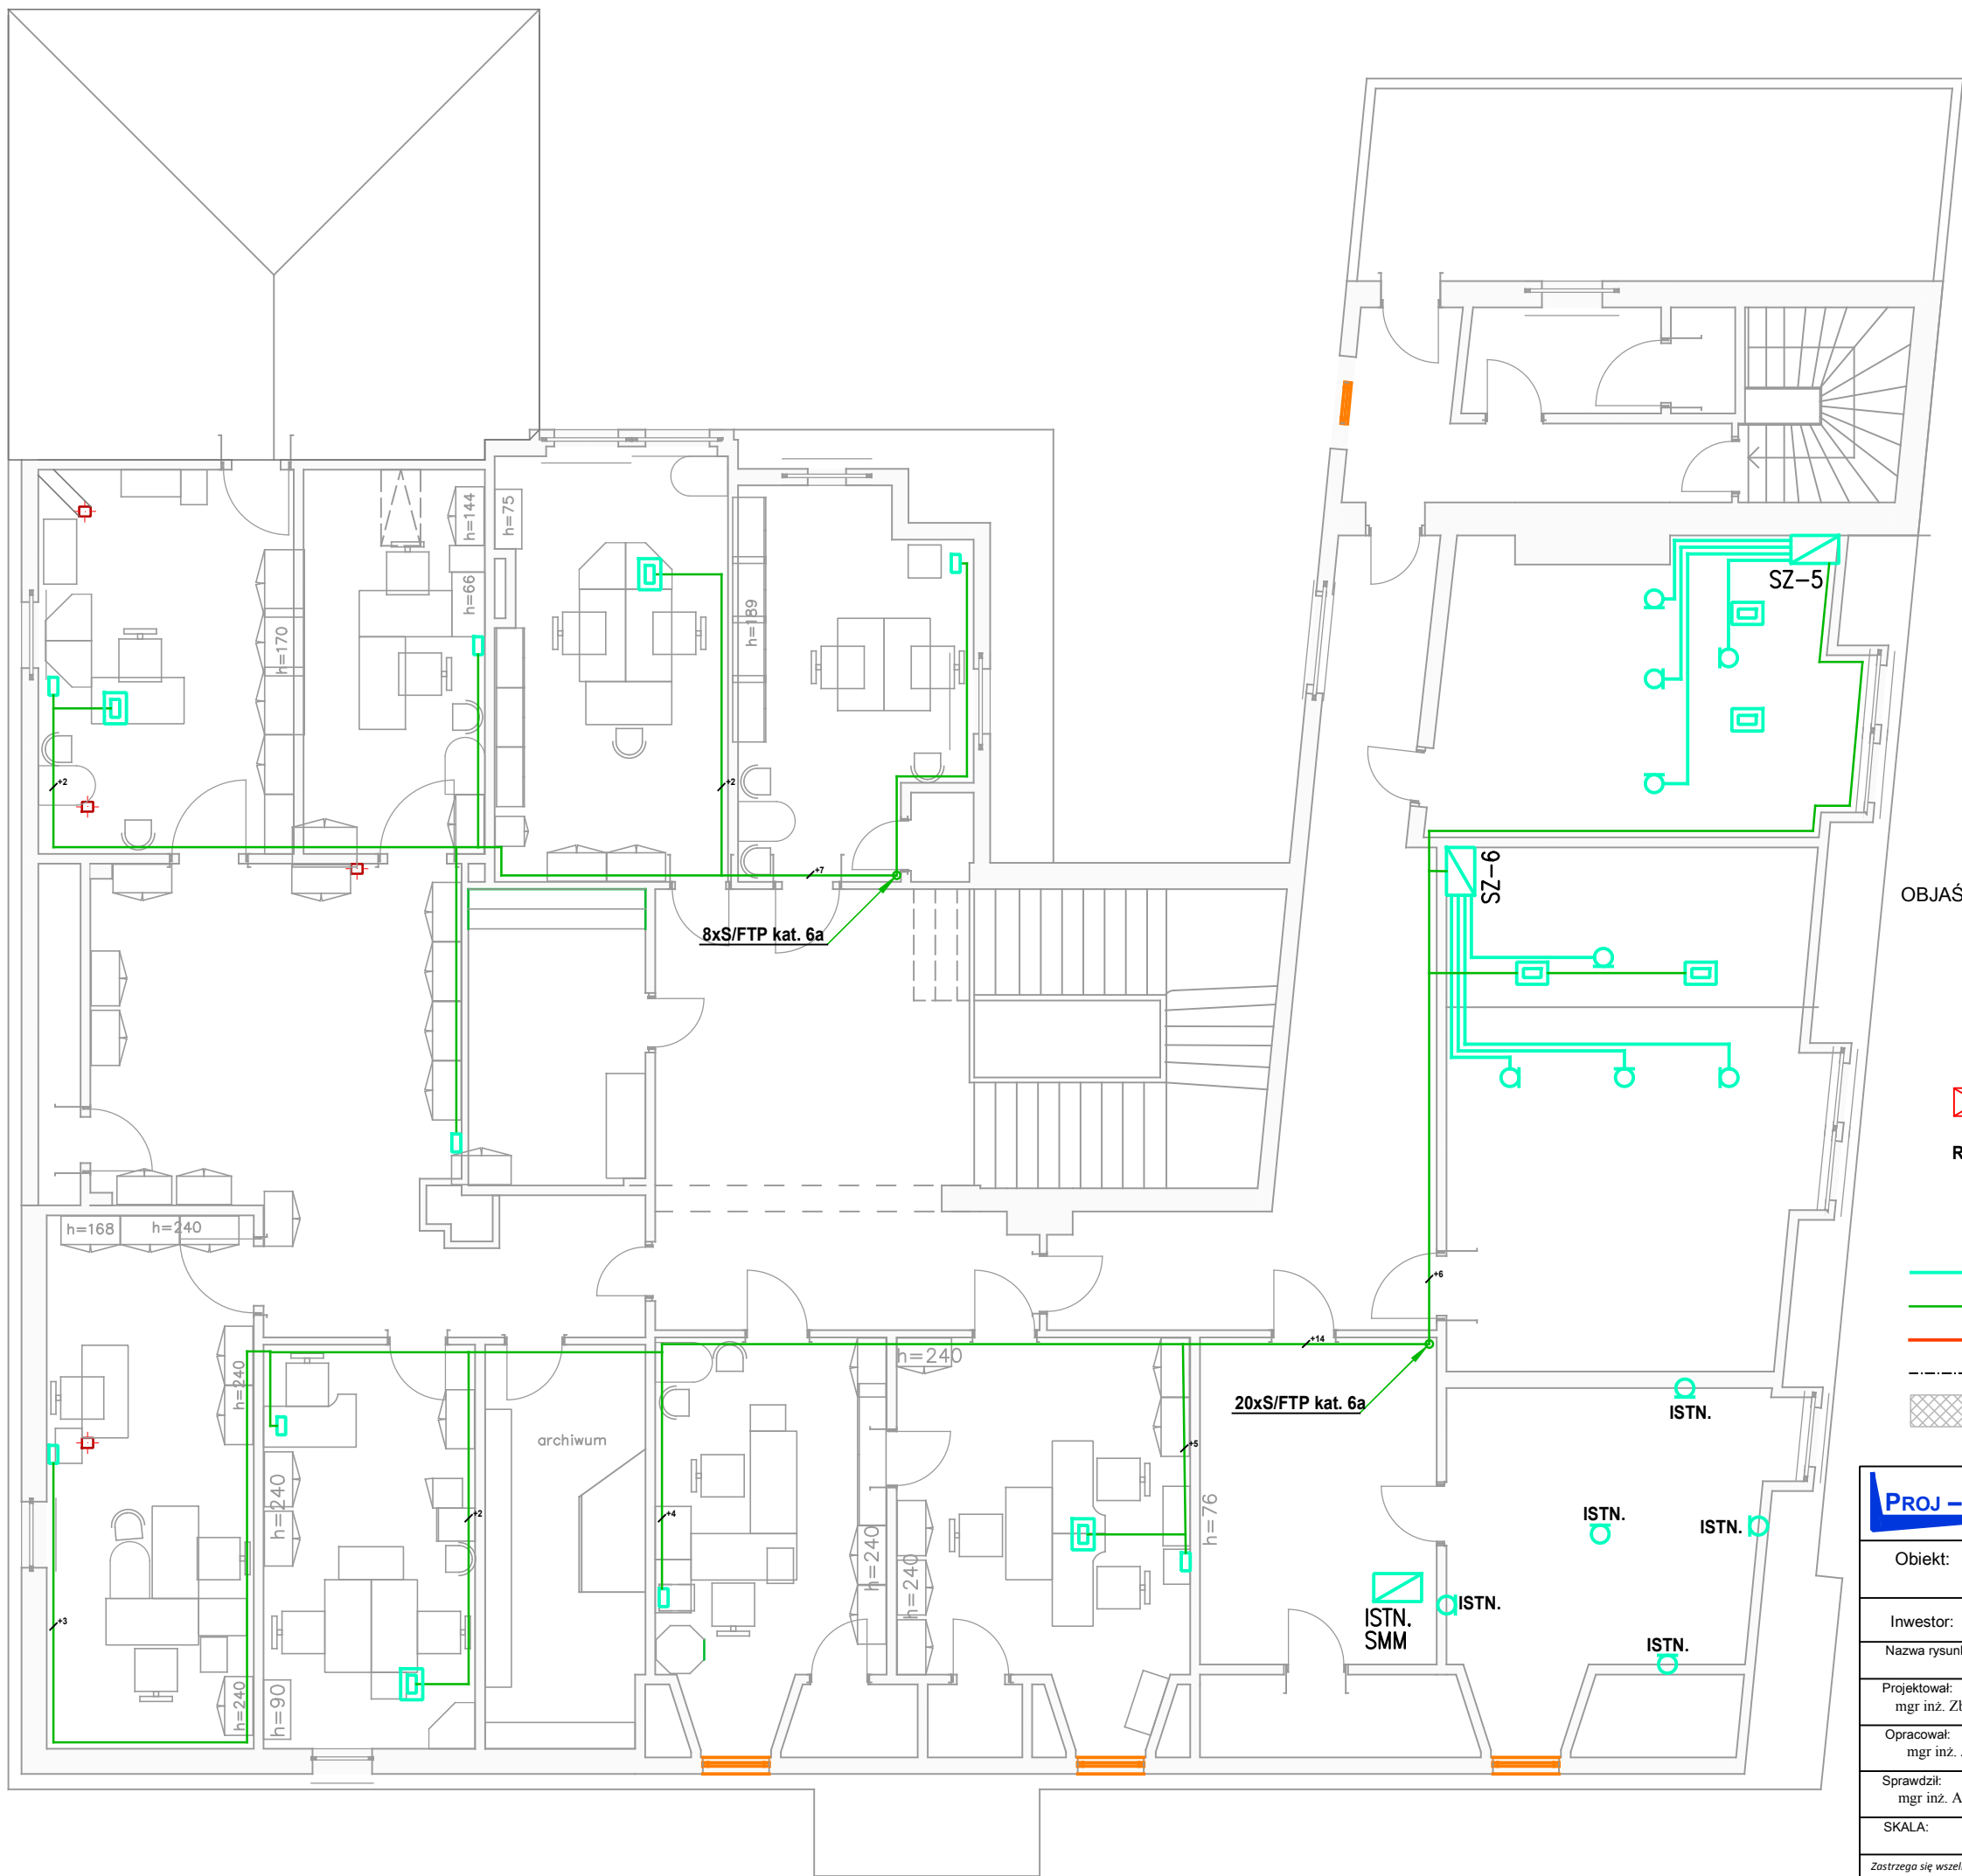 SZ-5
h=144
h=75
h=66
h=189
h=170
+2
+2
+7
8xS/FTP kat. 6a
SZ-6
OBJAŚ
R
h=168
h=240
+6
+14
h=240
20xS/FTP kat. 6a
h=240
archiwum
+5
h=76
ISTN.
h=240
+2
+4
h=240
h=240
ISTN.
ISTN.
PROJ –
Obiekt:
+3
ISTN.
SMM
ISTN.
Inwestor:
ISTN.
Nazwa rysun
h=240
h=90
Projektował:
mgr inż. Zb
Opracował:
mgr inż.
Sprawdził:
mgr inż. A
SKALA:
Zastrzega się wszel